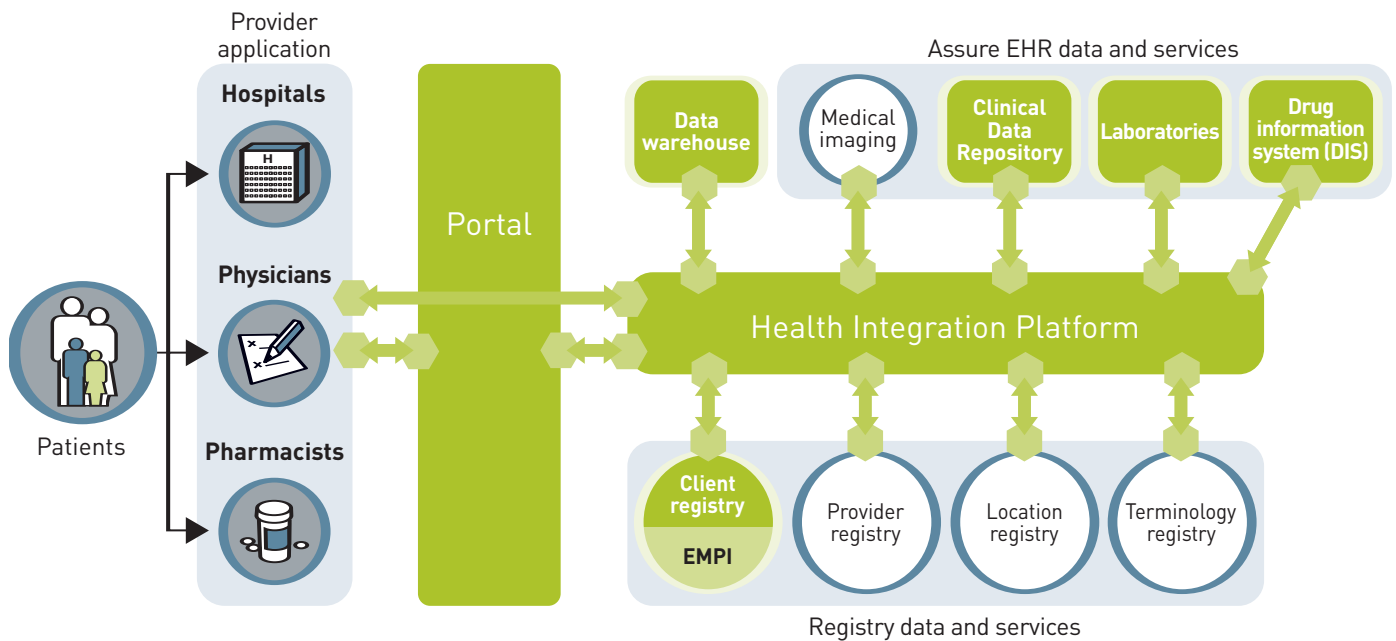 Provider
application
Hospitals
H
Physicians
Pharmacists
Patients
Portal
Assure EHR data and services
Data
warehouse
Medical
imaging
Clinical
Data
Repository
Laboratories
Drug
information
system (DIS)
Health Integration Platform
Client
registry
EMPI
Provider
registry
Location
registry
Terminology
registry
Registry data and services